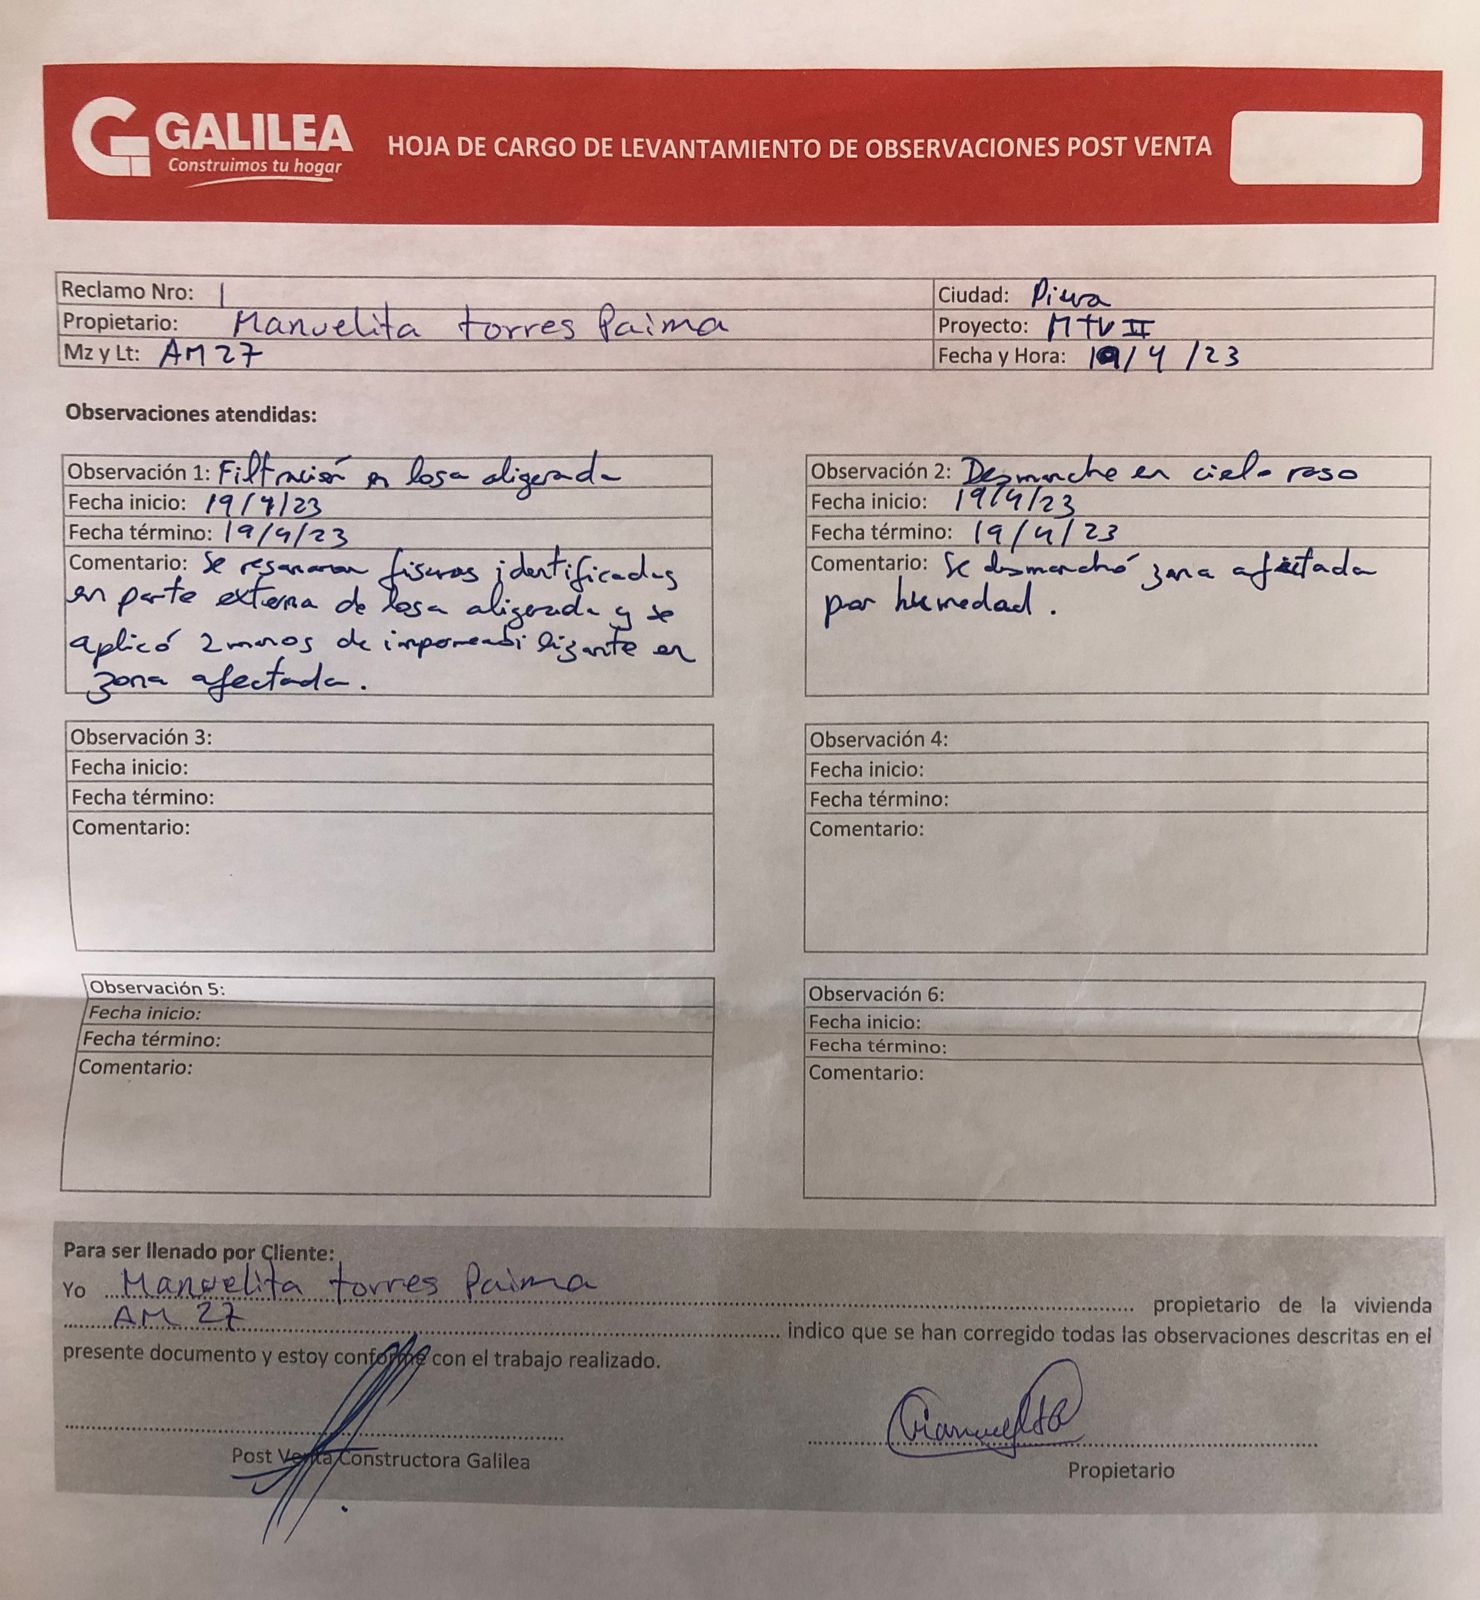 GALILEA
Construimos tu hogar
HOJA DE CARGO DE LEVANTAMIENTO DE OBSERVACIONES POST VENTA
Reclamo Nro: 1
Ciudad: Piura
Propietario: Manuelita torres Paima
Proyecto: MTV II
Mz y Lt: AM 27
Fecha y Hora: 19/4/23
Observaciones atendidas:
Observación 1: Filtración en losa aligerada
Fecha inicio: 19/4/23
Fecha término: 19/4/23
Comentario: Se resanaron fisuras identificadas
en parte externa de losa aligerada y se
aplicó 2 manos de impermeabilizante en
zona afectada.
Observación 2: Desmanche en cielo raso
Fecha inicio: 19/4/23
Fecha término: 19/4/23
Comentario: Se desmanchó zona afectada
por humedad.
Observación 3:
Fecha inicio:
Fecha término:
Comentario:
Observación 4:
Fecha inicio:
Fecha término:
Comentario:
Observación 5:
Fecha inicio:
Fecha término:
Comentario:
Observación 6:
Fecha inicio:
Fecha término:
Comentario:
Para ser llenado por Cliente:
Yo Manuelita torres Paima propietario de la vivienda
AM 27 indico que se han corregido todas las observaciones descritas en el
presente documento y estoy conforme con el trabajo realizado.
Manuelita
Post Venta Constructora Galilea
Propietario